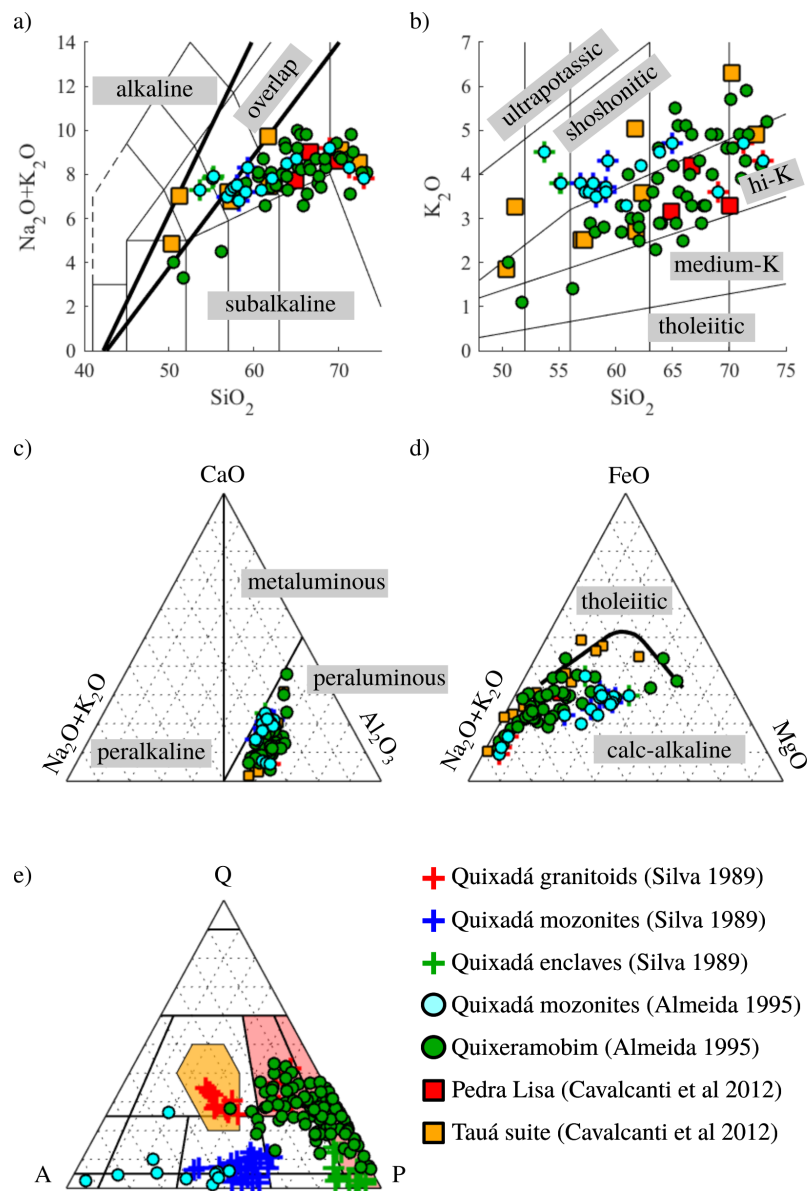 a)
14
12
10
8
6
4
2
0
40
45
50
55
60
65
70
75
Na₂O+K₂O
SiO₂
alkaline
overlap
subalkaline
b)
7
6
5
4
3
2
1
0
50
55
60
65
70
75
K₂O
SiO₂
ultrapotassic
shoshonitic
hi-K
medium-K
tholeiitic
c)
CaO
metaluminous
peraluminous
peralkaline
Na₂O+K₂O
Al₂O₃
d)
FeO
tholeiitic
calc-alkaline
Na₂O+K₂O
MgO
e)
Q
A
P
Quixadá granitoids (Silva 1989)
Quixadá mozonites (Silva 1989)
Quixadá enclaves (Silva 1989)
Quixadá mozonites (Almeida 1995)
Quixeramobim (Almeida 1995)
Pedra Lisa (Cavalcanti et al 2012)
Tauá suite (Cavalcanti et al 2012)